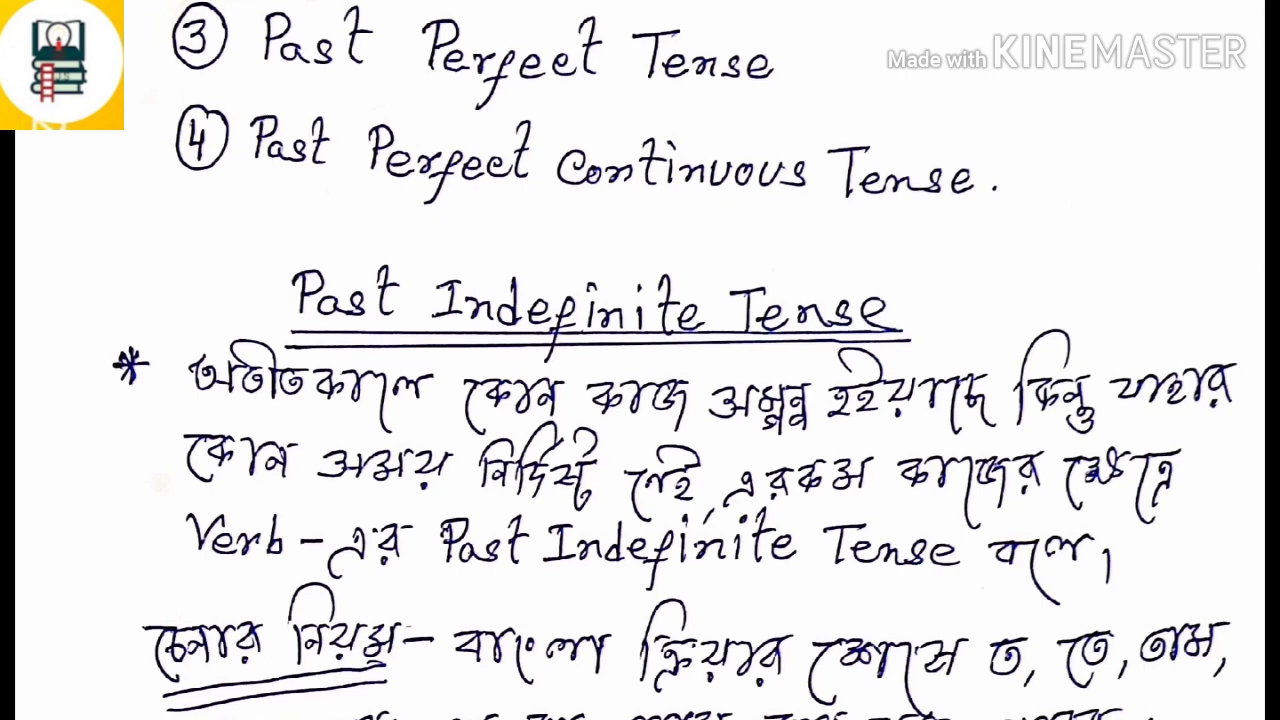 ③ Past Perfect Tense
Made with KINEMASTER
④ Past Perfect Continuous Tense.
Past Indefinite Tense
* অতীতকালে কোন কাজ সম্পন্ন হইয়াছে কিন্তু যাহার
কোন সময় নির্দিষ্ট নেই, এরকম কাজের ক্ষেত্রে
Verb-এর Past Indefinite Tense বলে।
চেনার নিয়ম- বাংলা ক্রিয়ার শেষে ত, তে, তাম,